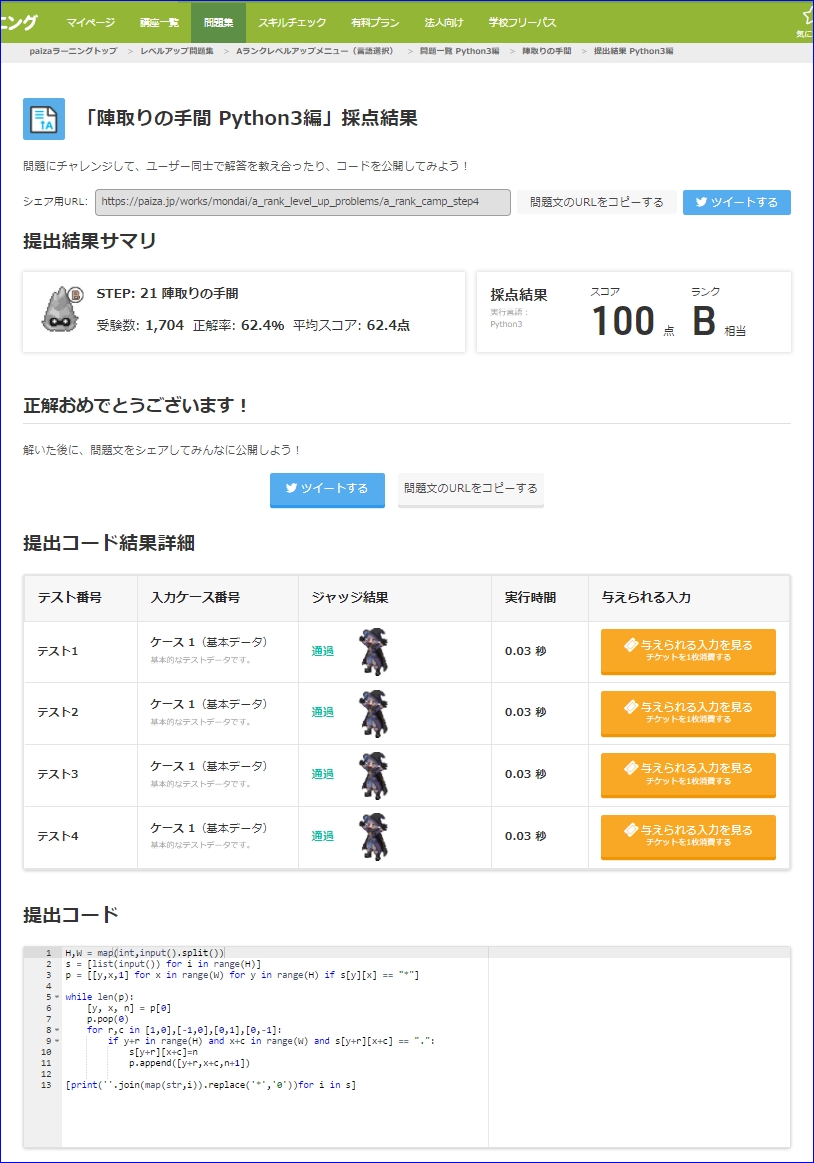 ニング マイページ 講座一覧 問題集 スキルチェック 有料プラン 法人向け 学校フリーパス
気に
paizaラーニングトップ > レベルアップ問題集 > Aランクレベルアップメニュー（言語選択） > 問題一覧 Python3編 > 陣取りの手間 > 提出結果 Python3編
「陣取りの手間 Python3編」採点結果
問題にチャレンジして、ユーザー同士で解答を教え合ったり、コードを公開してみよう！
シェア用URL: https://paiza.jp/works/mondai/a_rank_level_up_problems/a_rank_camp_step4 問題文のURLをコピーする ツイートする
提出結果サマリ
B
STEP: 21 陣取りの手間
受験数: 1,704 正解率: 62.4% 平均スコア: 62.4点
採点結果 スコア ランク
実行言語：
Python3
100 点 B 相当
正解おめでとうございます！
解いた後に、問題文をシェアしてみんなに公開しよう！
ツイートする 問題文のURLをコピーする
提出コード結果詳細
テスト番号 入力ケース番号 ジャッジ結果 実行時間 与えられる入力
テスト1 ケース 1（基本データ） 通過 0.03 秒 与えられる入力を見る
基本的なテストデータです。 チケットを1枚消費する
テスト2 ケース 1（基本データ） 通過 0.03 秒 与えられる入力を見る
基本的なテストデータです。 チケットを1枚消費する
テスト3 ケース 1（基本データ） 通過 0.03 秒 与えられる入力を見る
基本的なテストデータです。 チケットを1枚消費する
テスト4 ケース 1（基本データ） 通過 0.03 秒 与えられる入力を見る
基本的なテストデータです。 チケットを1枚消費する
提出コード
1 H,W = map(int,input().split())
2 s = [list(input()) for i in range(H)]
3 p = [[y,x,1] for x in range(W) for y in range(H) if s[y][x] == "*"]
4
5 while len(p):
6 [y, x, n] = p[0]
7 p.pop(0)
8 for r,c in [1,0],[-1,0],[0,1],[0,-1]:
9 if y+r in range(H) and x+c in range(W) and s[y+r][x+c] == ".":
10 s[y+r][x+c]=n
11 p.append([y+r,x+c,n+1])
12
13 [print(''.join(map(str,i)).replace('*','0'))for i in s]